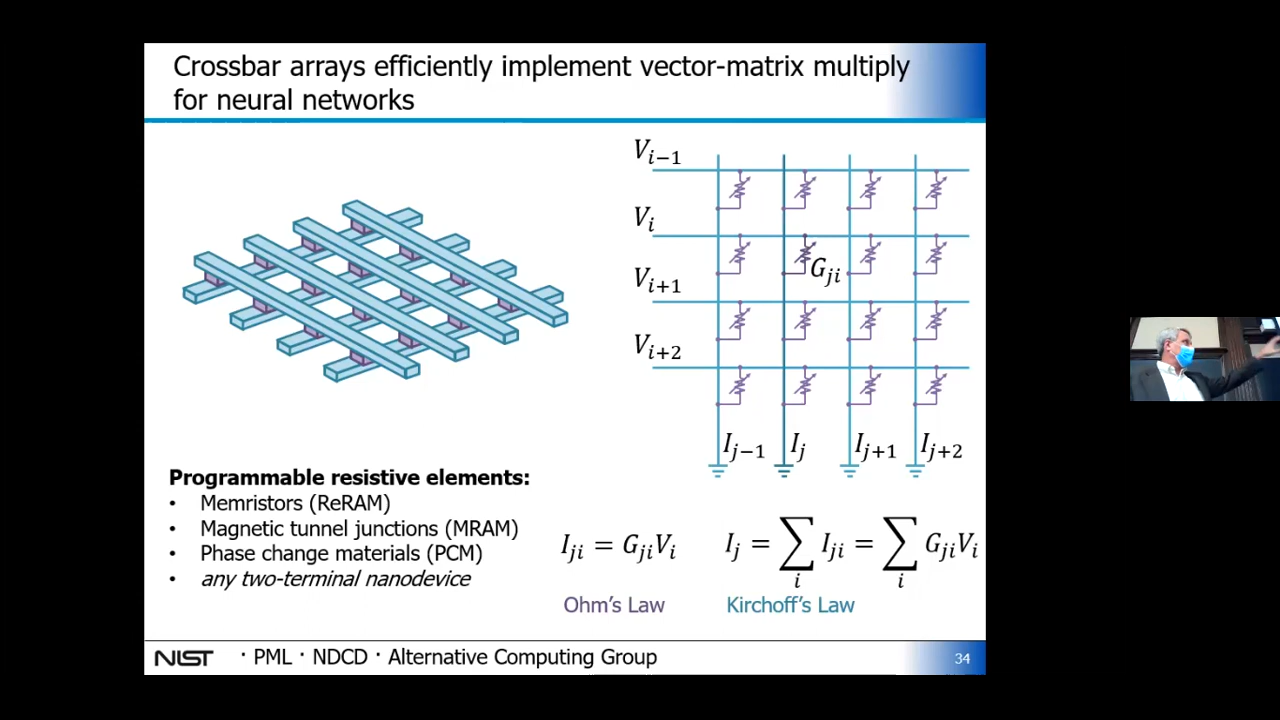 Crossbar arrays efficiently implement vector-matrix multiply
for neural networks
V_{i−1}
V_i
G_{ji}
V_{i+1}
V_{i+2}
I_{j−1} I_j I_{j+1} I_{j+2}
Programmable resistive elements:
• Memristors (ReRAM)
• Magnetic tunnel junctions (MRAM)
• Phase change materials (PCM)
• any two-terminal nanodevice
I_{ji} = G_{ji}V_i
I_j = ∑_i I_{ji} = ∑_i G_{ji}V_i
Ohm's Law
Kirchoff's Law
NIST · PML · NDCD · Alternative Computing Group 34